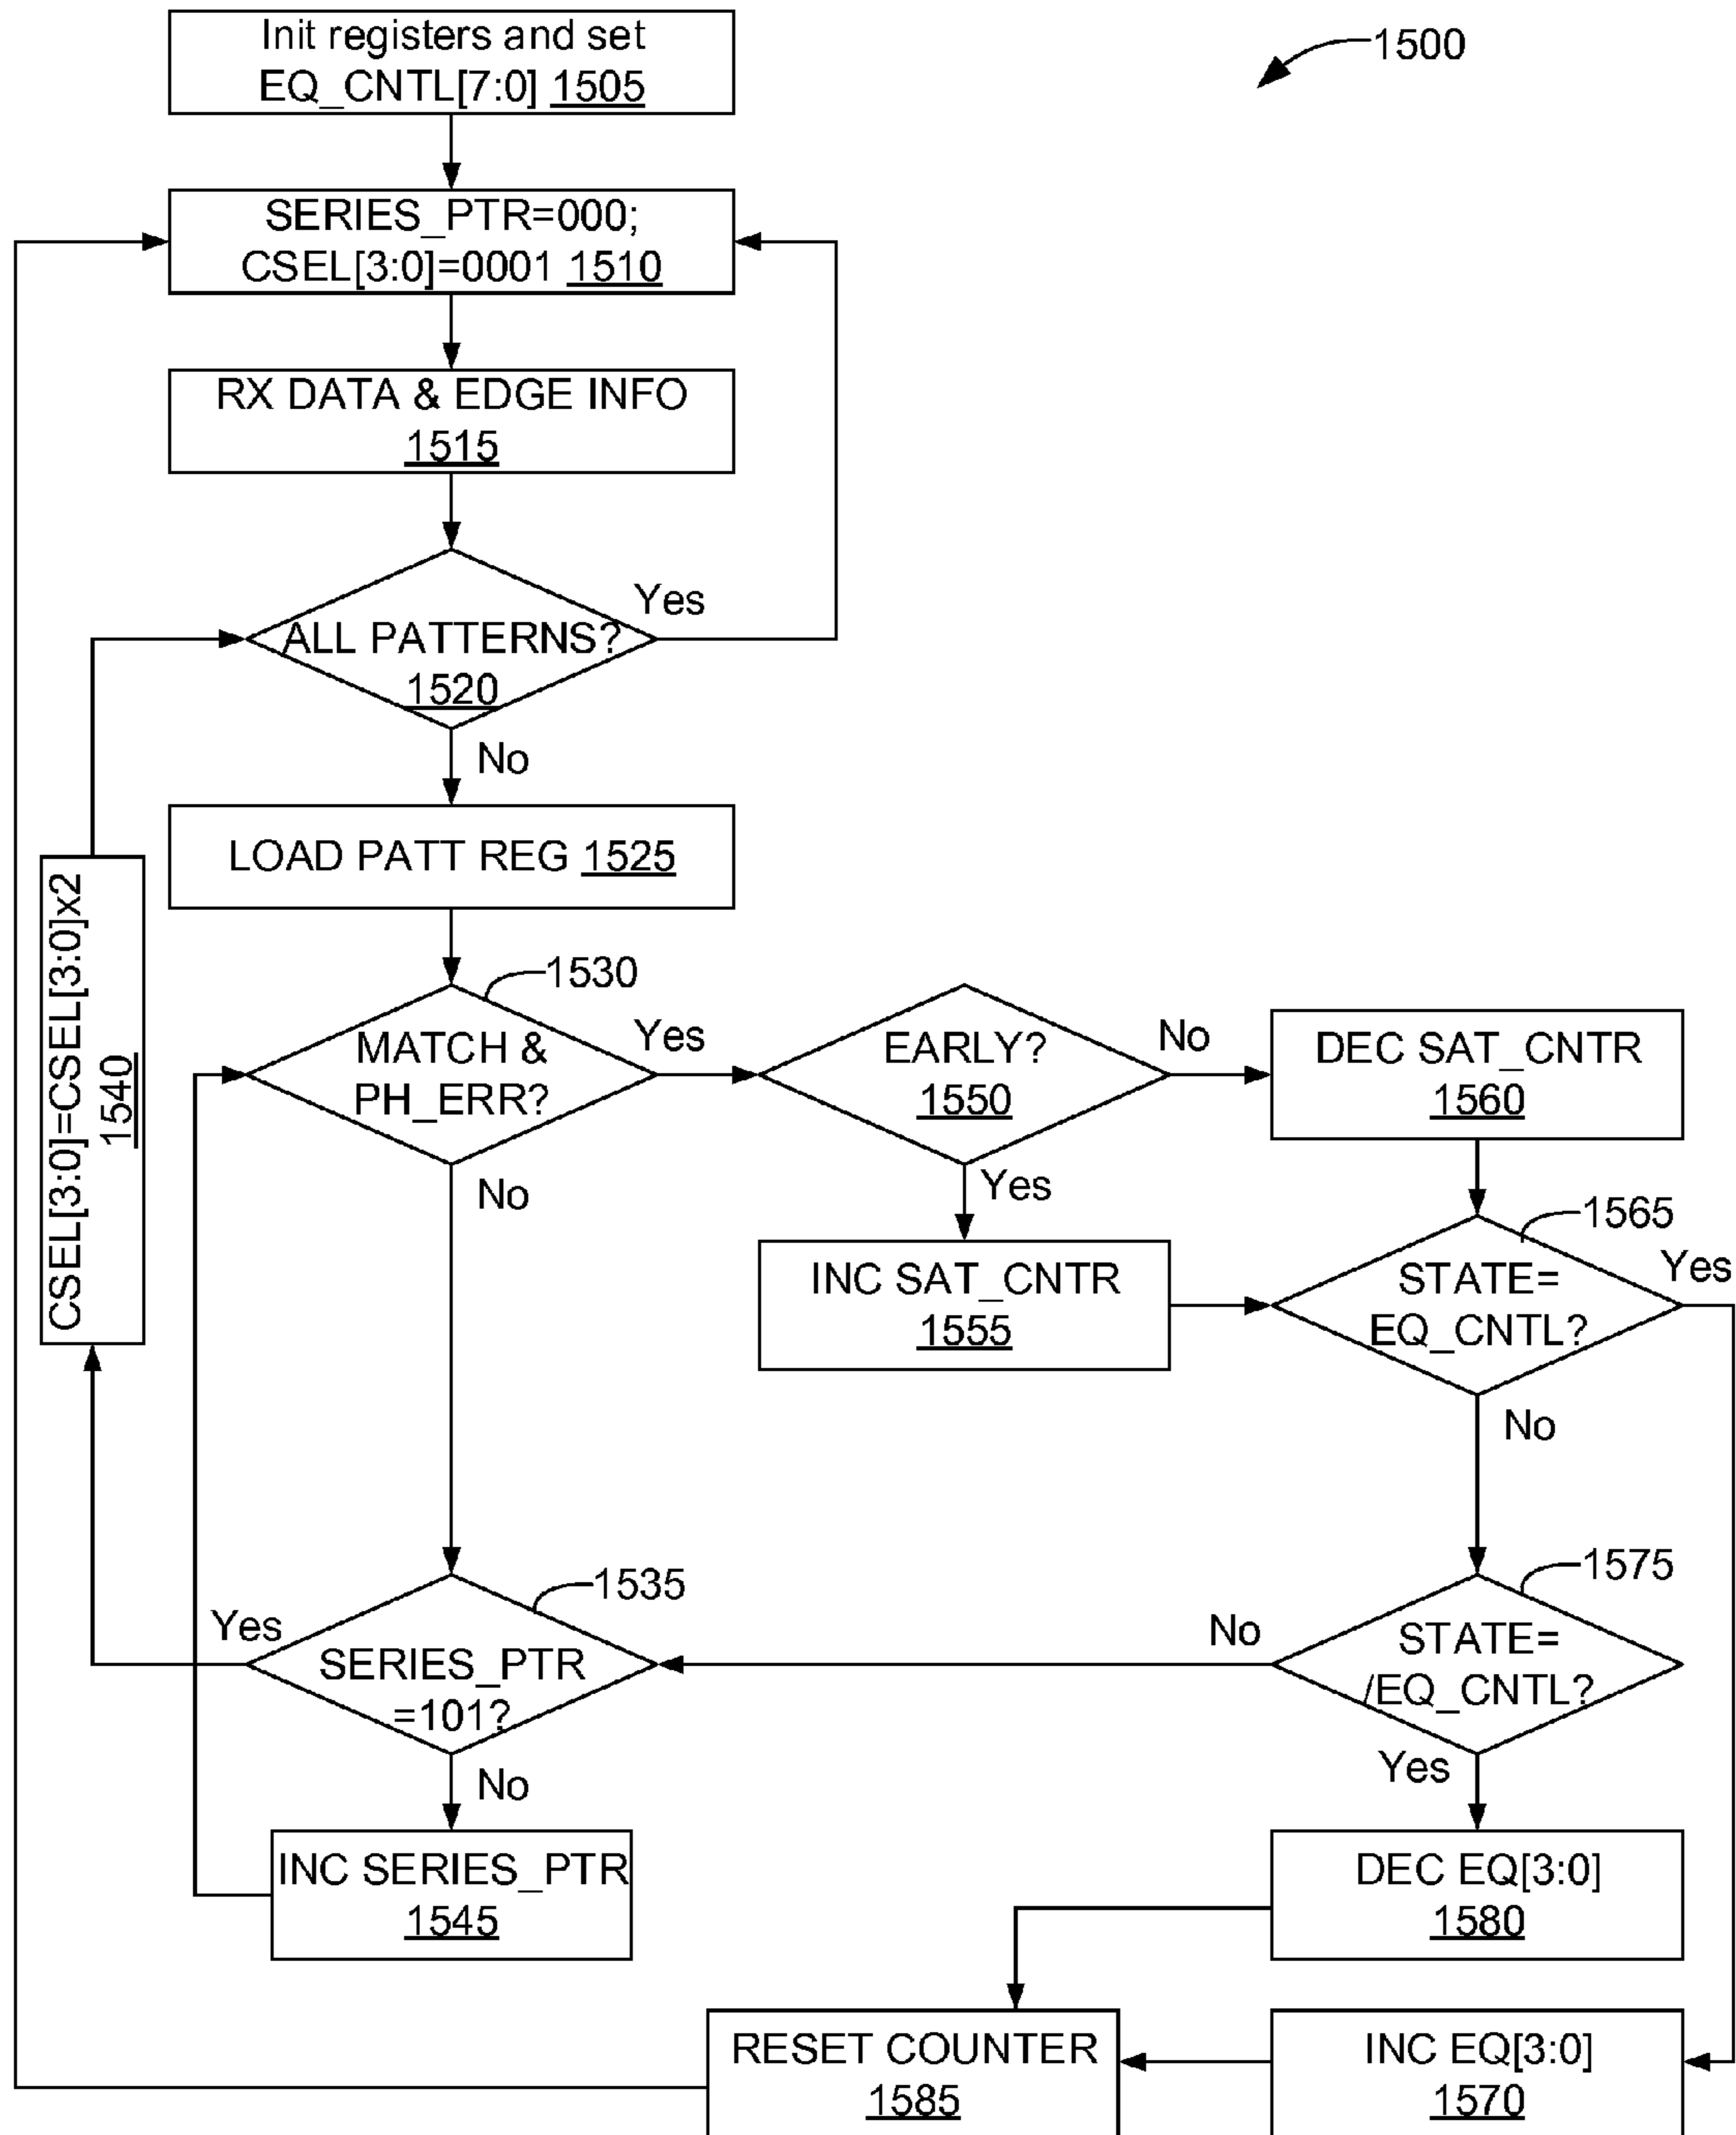 Init registers and set
EQ_CNTL[7:0] 1505
1500
SERIES_PTR=000;
CSEL[3:0]=0001 1510
RX DATA & EDGE INFO
1515
ALL PATTERNS?
1520
Yes
No
LOAD PATT REG 1525
CSEL[3:0]=CSEL[3:0]x2
1540
1530
MATCH &
PH_ERR?
Yes
No
EARLY?
1550
No
Yes
DEC SAT_CNTR
1560
INC SAT_CNTR
1555
1565
STATE=
EQ_CNTL?
Yes
No
1535
Yes
SERIES_PTR
=101?
No
1575
No
STATE=
/EQ_CNTL?
Yes
INC SERIES_PTR
1545
DEC EQ[3:0]
1580
RESET COUNTER
1585
INC EQ[3:0]
1570